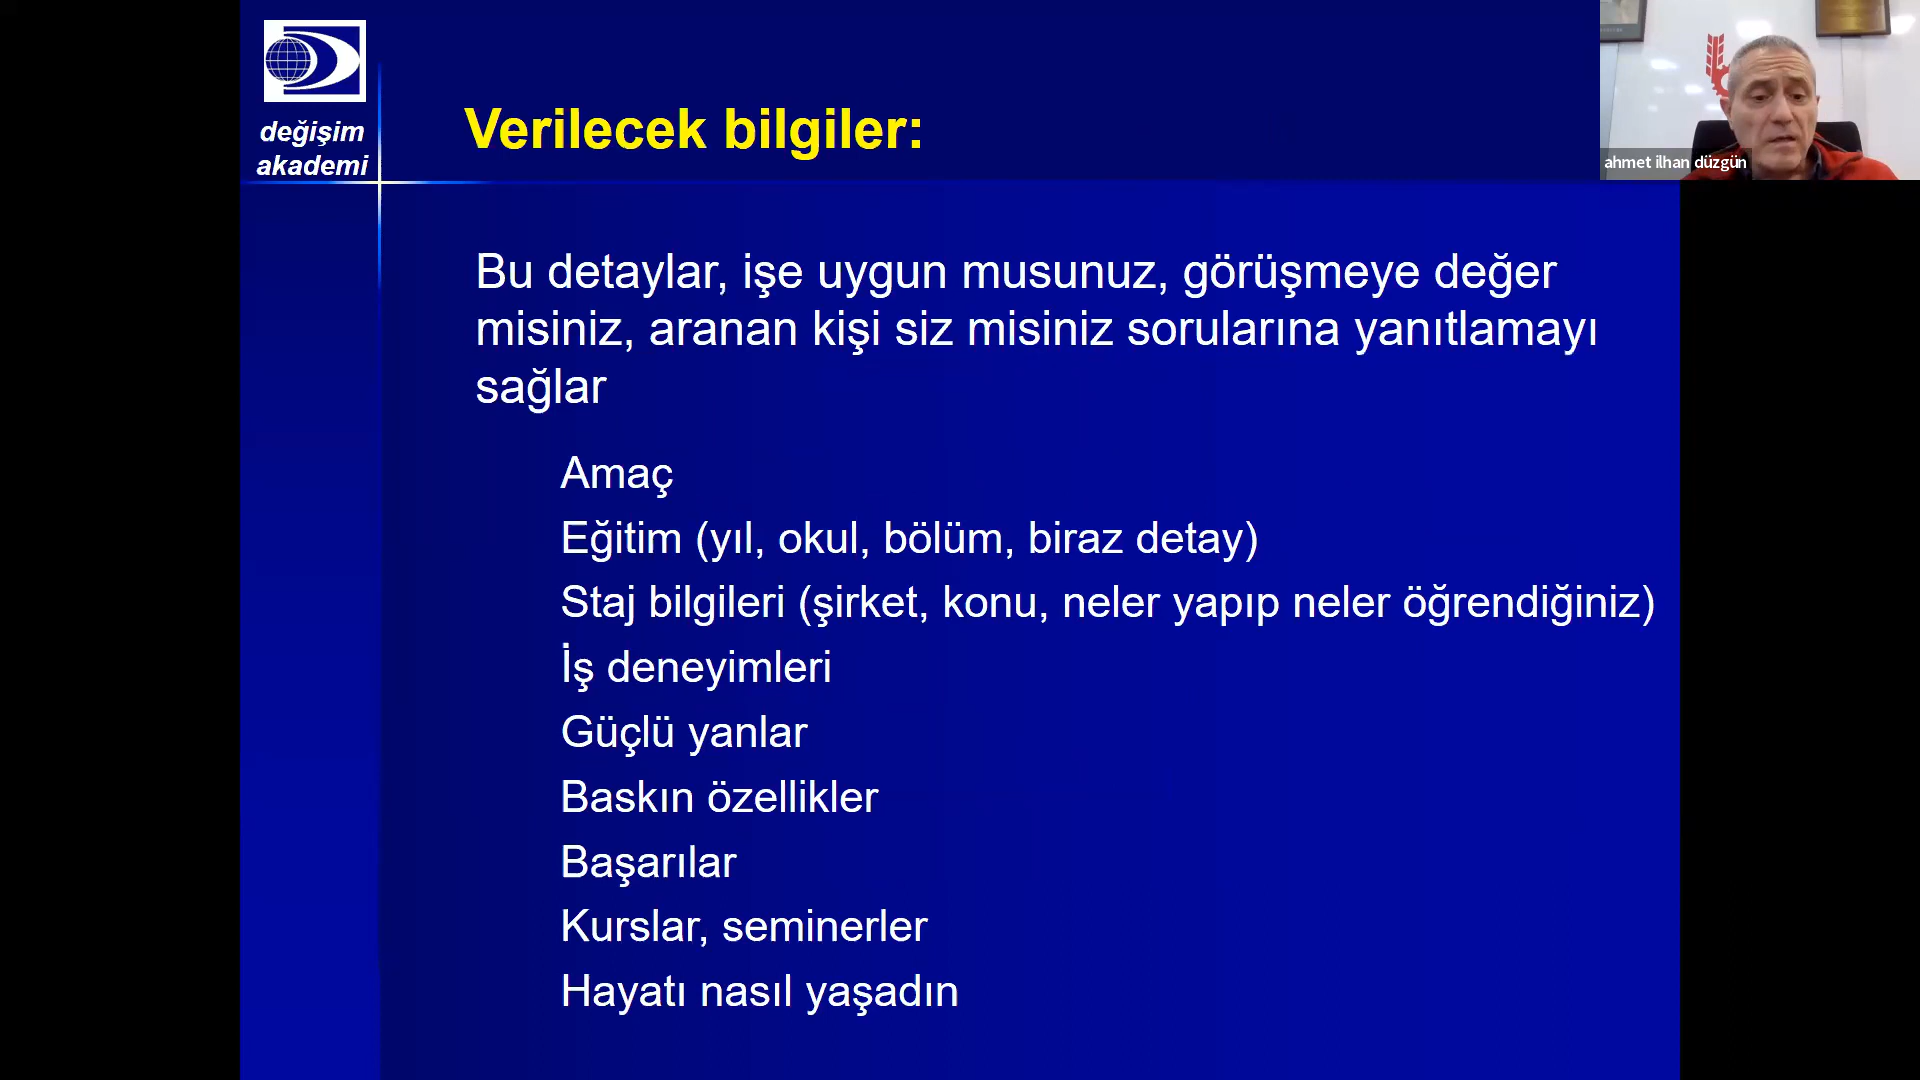 değişim
akademi
Verilecek bilgiler:
ahmet ilhan düzgün
Bu detaylar, işe uygun musunuz, görüşmeye değer
misiniz, aranan kişi siz misiniz sorularına yanıtlamayı
sağlar
Amaç
Eğitim (yıl, okul, bölüm, biraz detay)
Staj bilgileri (şirket, konu, neler yapıp neler öğrendiğiniz)
İş deneyimleri
Güçlü yanlar
Baskın özellikler
Başarılar
Kurslar, seminerler
Hayatı nasıl yaşadın